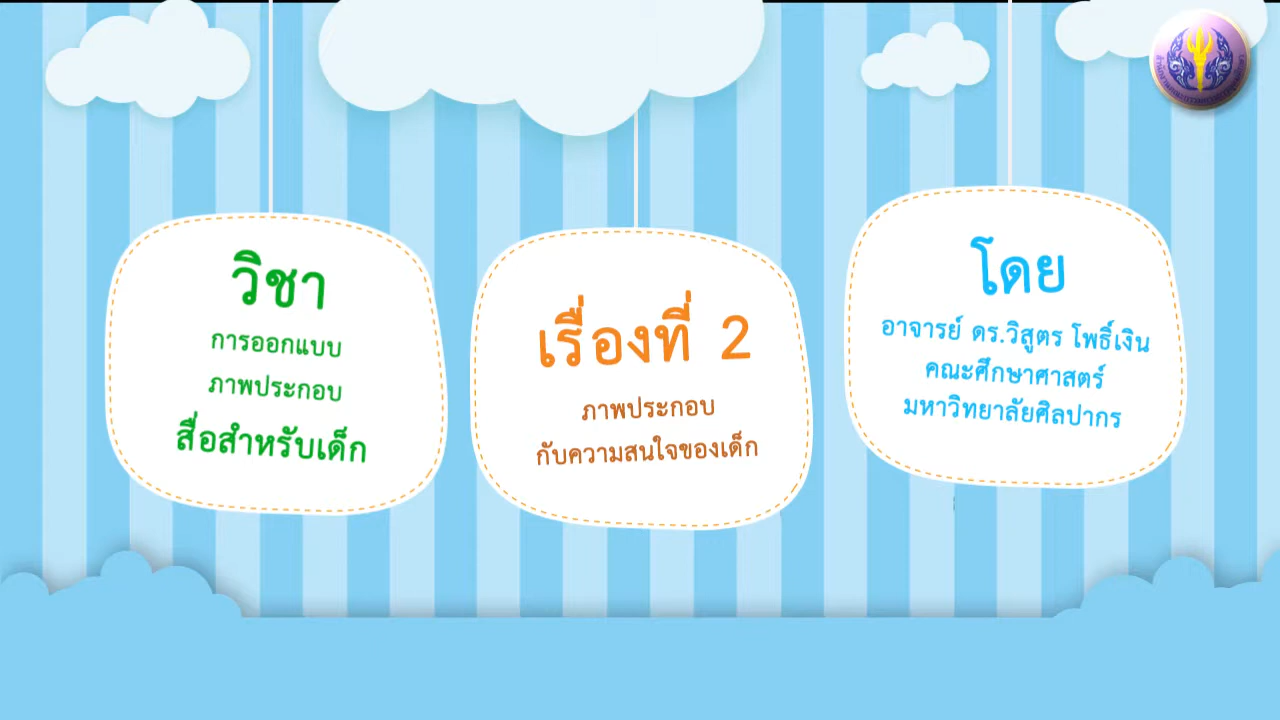 วิชา
การออกแบบ
ภาพประกอบ
สื่อสำหรับเด็ก
เรื่องที่ 2
ภาพประกอบ
กับความสนใจของเด็ก
โดย
อาจารย์ ดร.วิสูตร โพธิ์เงิน
คณะศึกษาศาสตร์
มหาวิทยาลัยศิลปากร